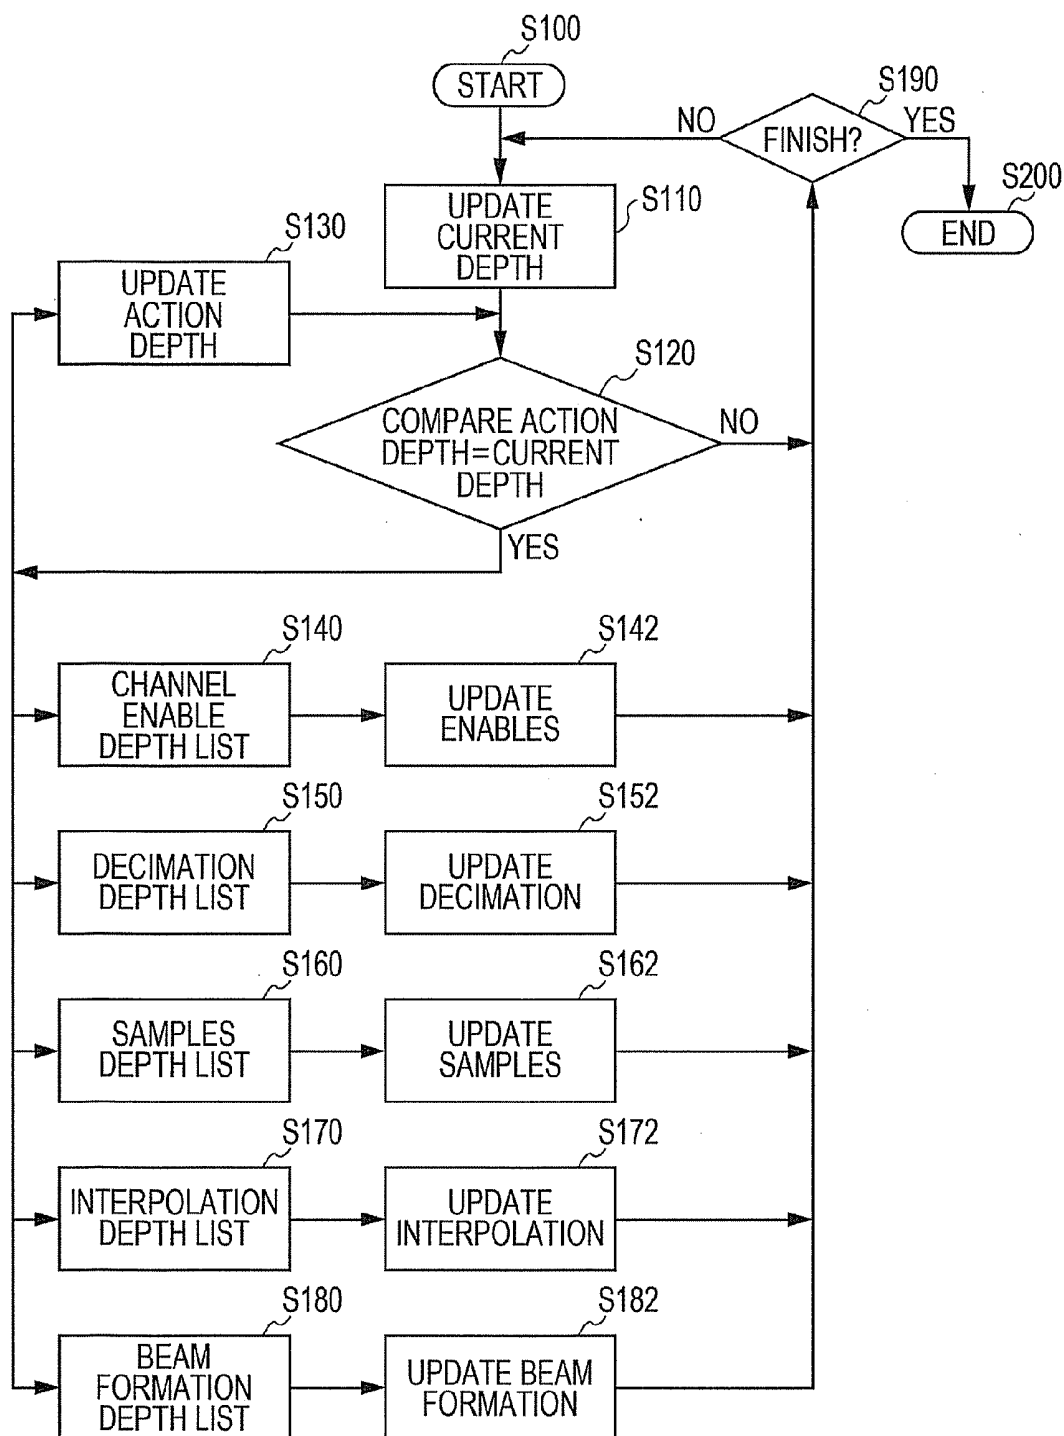 S100
START
S190
NO
FINISH?
YES
S200
END
UPDATE
CURRENT
DEPTH
S110
S130
UPDATE
ACTION
DEPTH
S120
COMPARE ACTION
DEPTH=CURRENT
DEPTH
NO
YES
S140
CHANNEL
ENABLE
DEPTH LIST
S142
UPDATE
ENABLES
S150
DECIMATION
DEPTH LIST
S152
UPDATE
DECIMATION
S160
SAMPLES
DEPTH LIST
S162
UPDATE
SAMPLES
S170
INTERPOLATION
DEPTH LIST
S172
UPDATE
INTERPOLATION
S180
BEAM
FORMATION
DEPTH LIST
S182
UPDATE BEAM
FORMATION